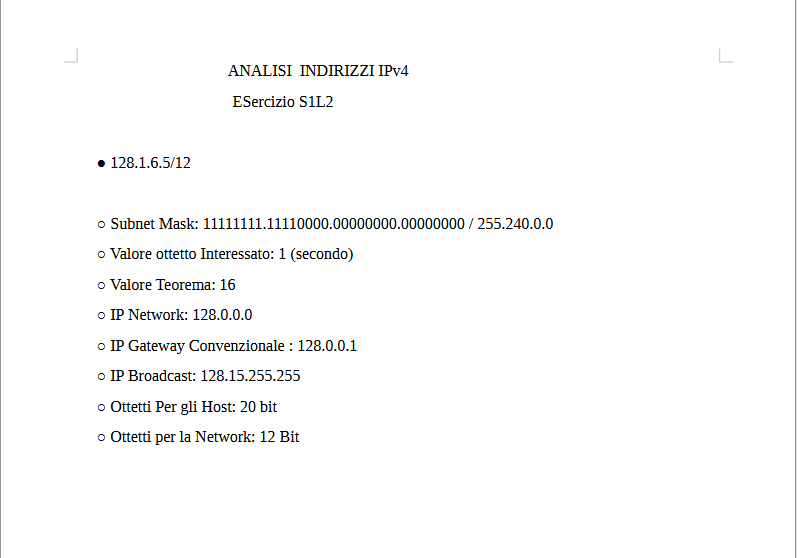 ANALISI  INDIRIZZI IPv4
ESercizio S1L2
● 128.1.6.5/12
○ Subnet Mask: 11111111.11110000.00000000.00000000 / 255.240.0.0
○ Valore ottetto Interessato: 1 (secondo)
○ Valore Teorema: 16
○ IP Network: 128.0.0.0
○ IP Gateway Convenzionale : 128.0.0.1
○ IP Broadcast: 128.15.255.255
○ Ottetti Per gli Host: 20 bit
○ Ottetti per la Network: 12 Bit